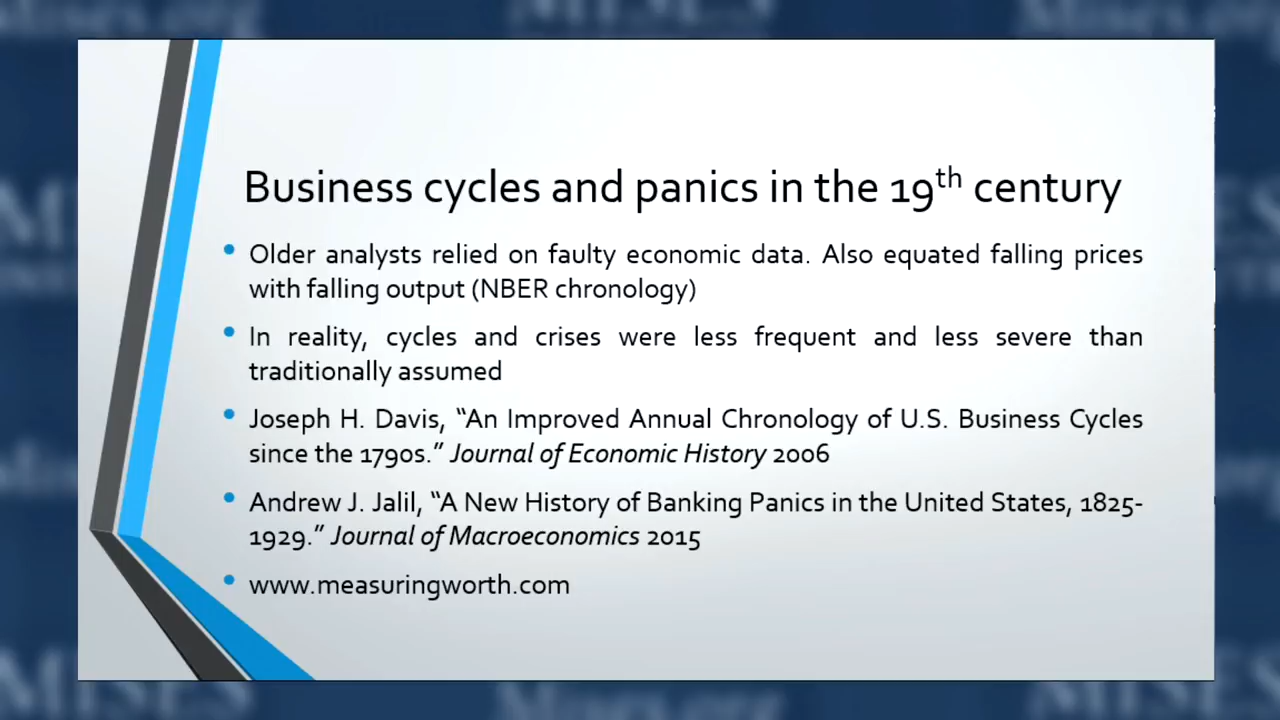 Mises.org
Business cycles and panics in the 19th century
Older analysts relied on faulty economic data. Also equated falling prices
with falling output (NBER chronology)
In reality, cycles and crises were less frequent and less severe than
traditionally assumed
Joseph H. Davis, “An Improved Annual Chronology of U.S. Business Cycles
since the 1790s.” Journal of Economic History 2006
Andrew J. Jalil, “A New History of Banking Panics in the United States, 1825-
1929.” Journal of Macroeconomics 2015
www.measuringworth.com
MISES